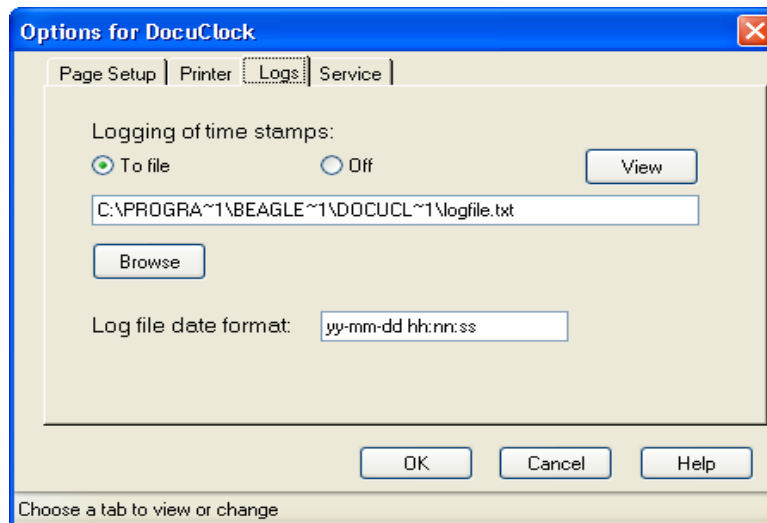 Options for DocuClock
Page Setup Printer Logs Service
Logging of time stamps:
To file Off View
C:\PROGRA~1\BEAGLE~1\DOCUCL~1\logfile.txt
Browse
Log file date format: yy-mm-dd hh:nn:ss
OK Cancel Help
Choose a tab to view or change